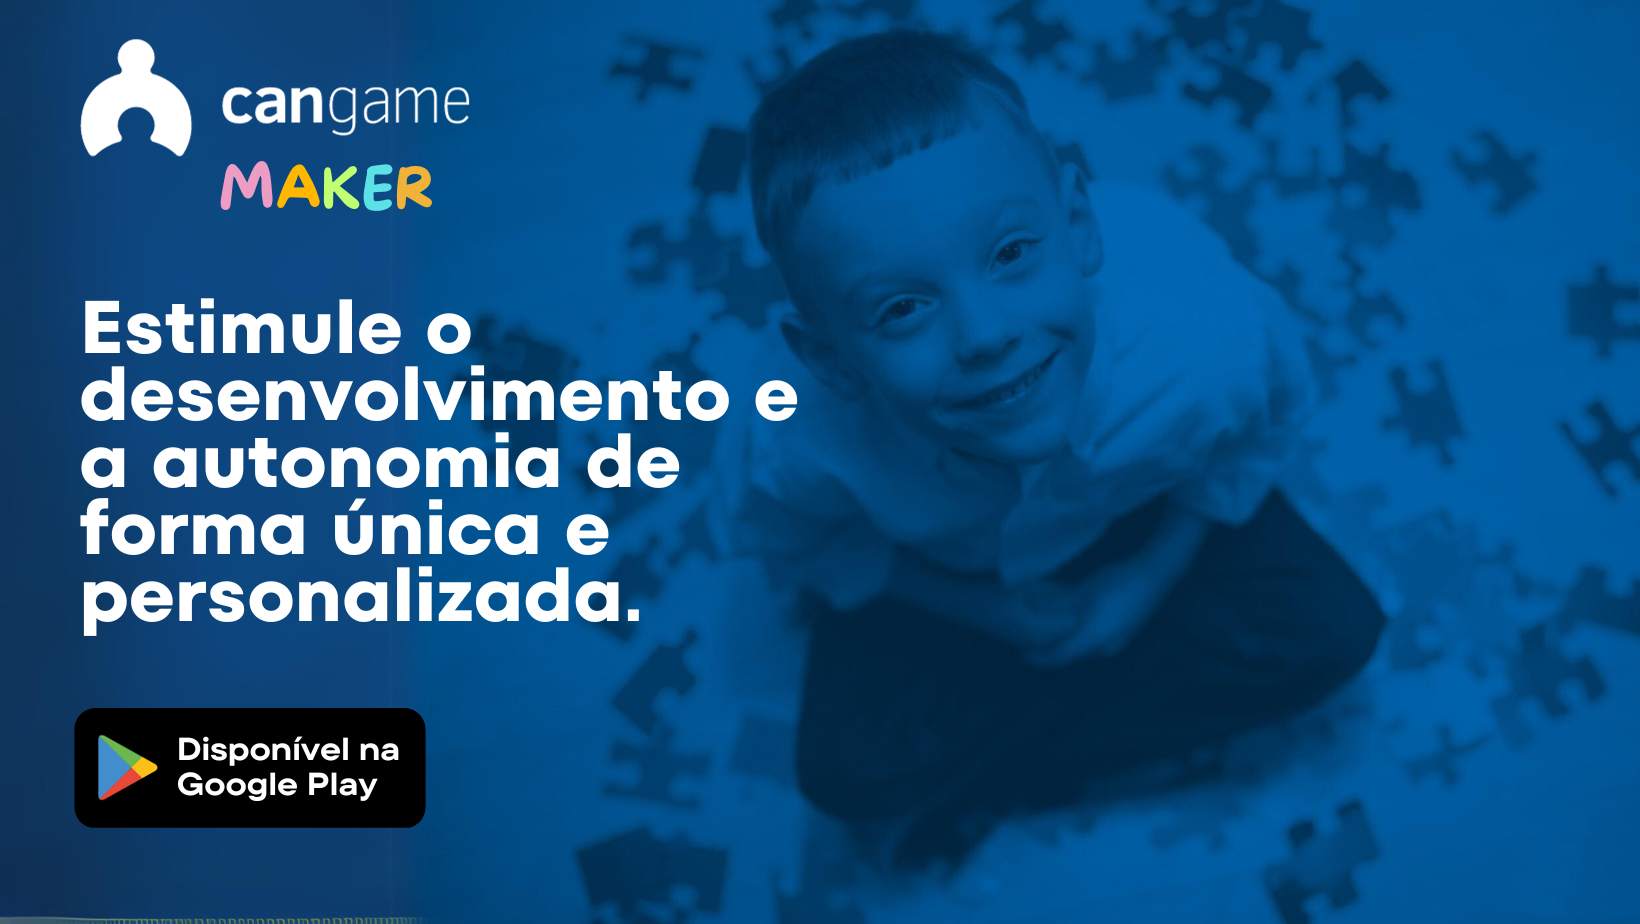 cangame
MAKER
Estimule o
desenvolvimento e
a autonomia de
forma única e
personalizada.
Disponível na
Google Play